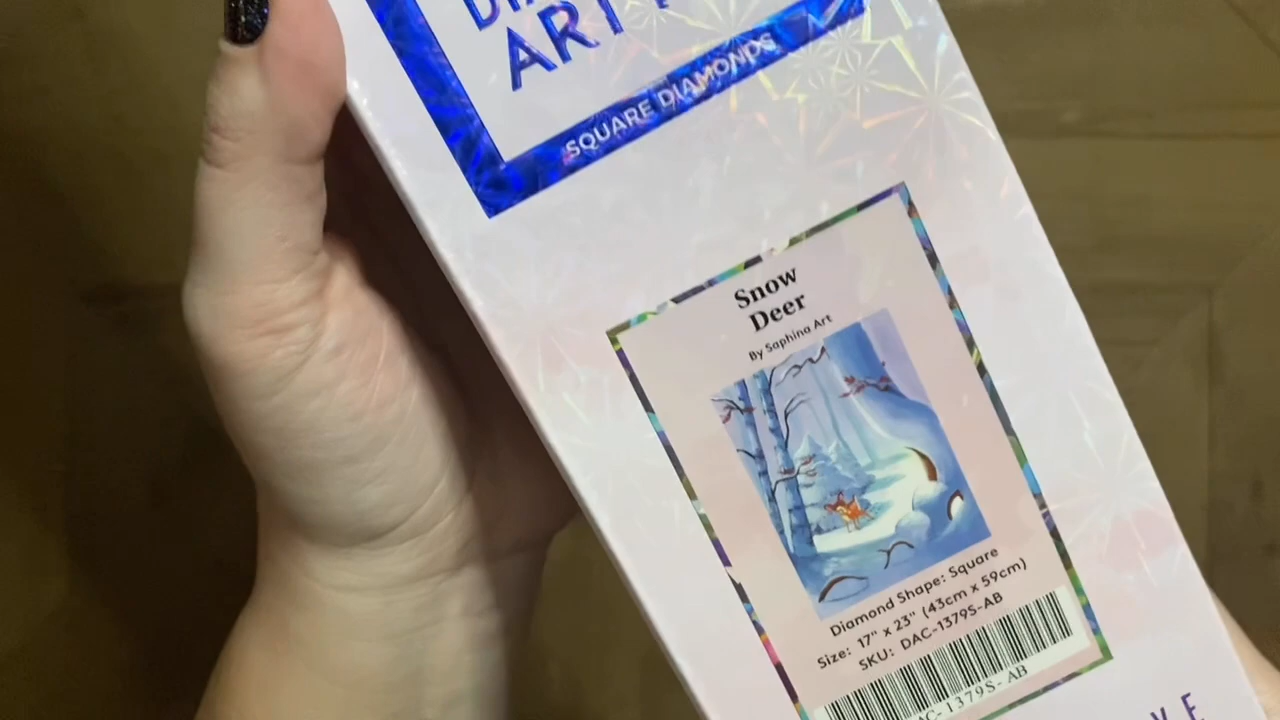 ART
SQUARE DIAMONDS
Snow
Deer
By Saphina Art
Diamond Shape: Square
Size: 17" x 23" (43cm x 59cm)
SKU: DAC-1379S-AB
AC-1379S-AB